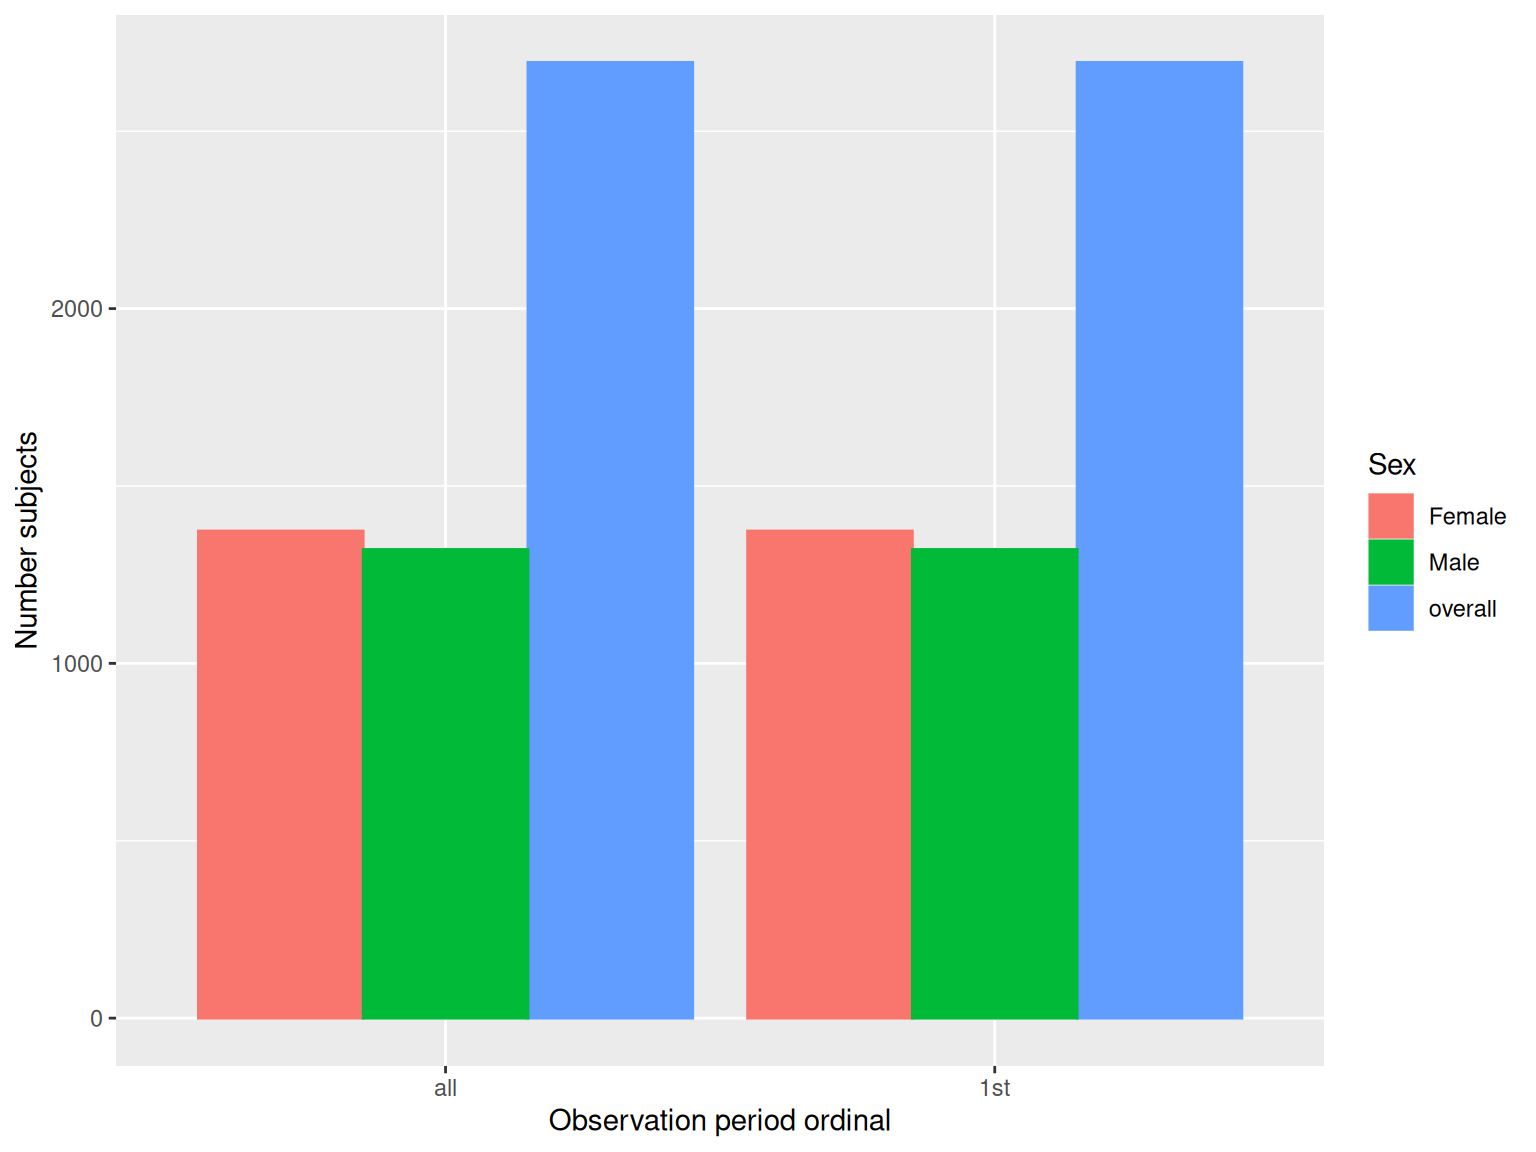 Number subjects
2000
1000
0
all
1st
Observation period ordinal
Sex
Female
Male
overall